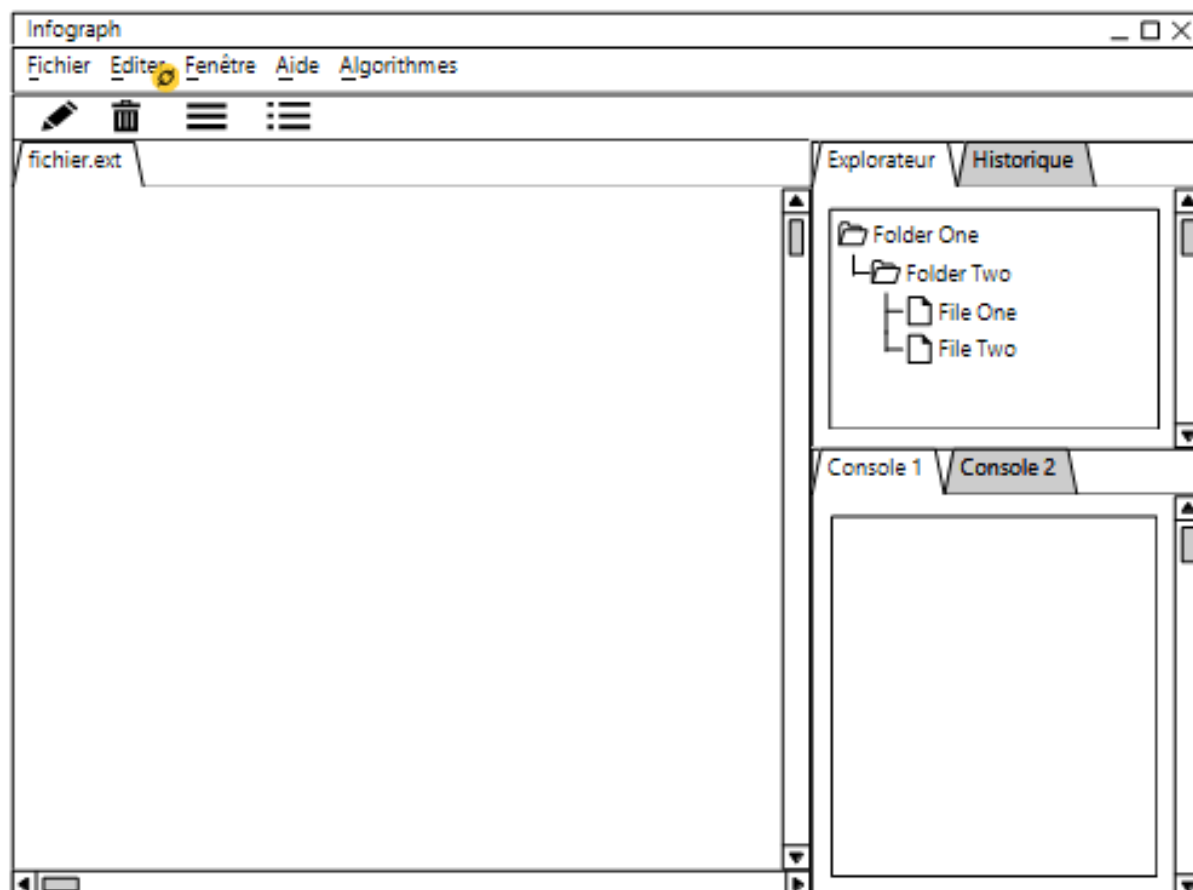 Infograph
Fichier Editer Fenêtre Aide Algorithmes
fichier.ext
Explorateur Historique
Folder One
Folder Two
File One
File Two
Console 1 Console 2